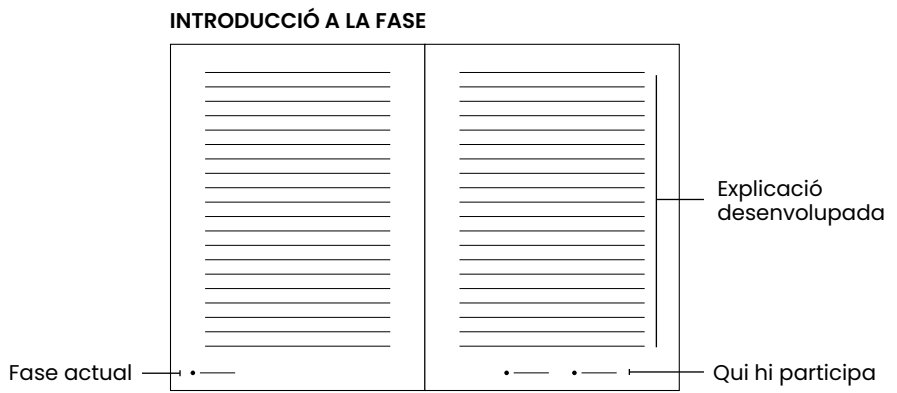 INTRODUCCIÓ A LA FASE
Explicació
desenvolupada
Fase actual
Qui hi participa